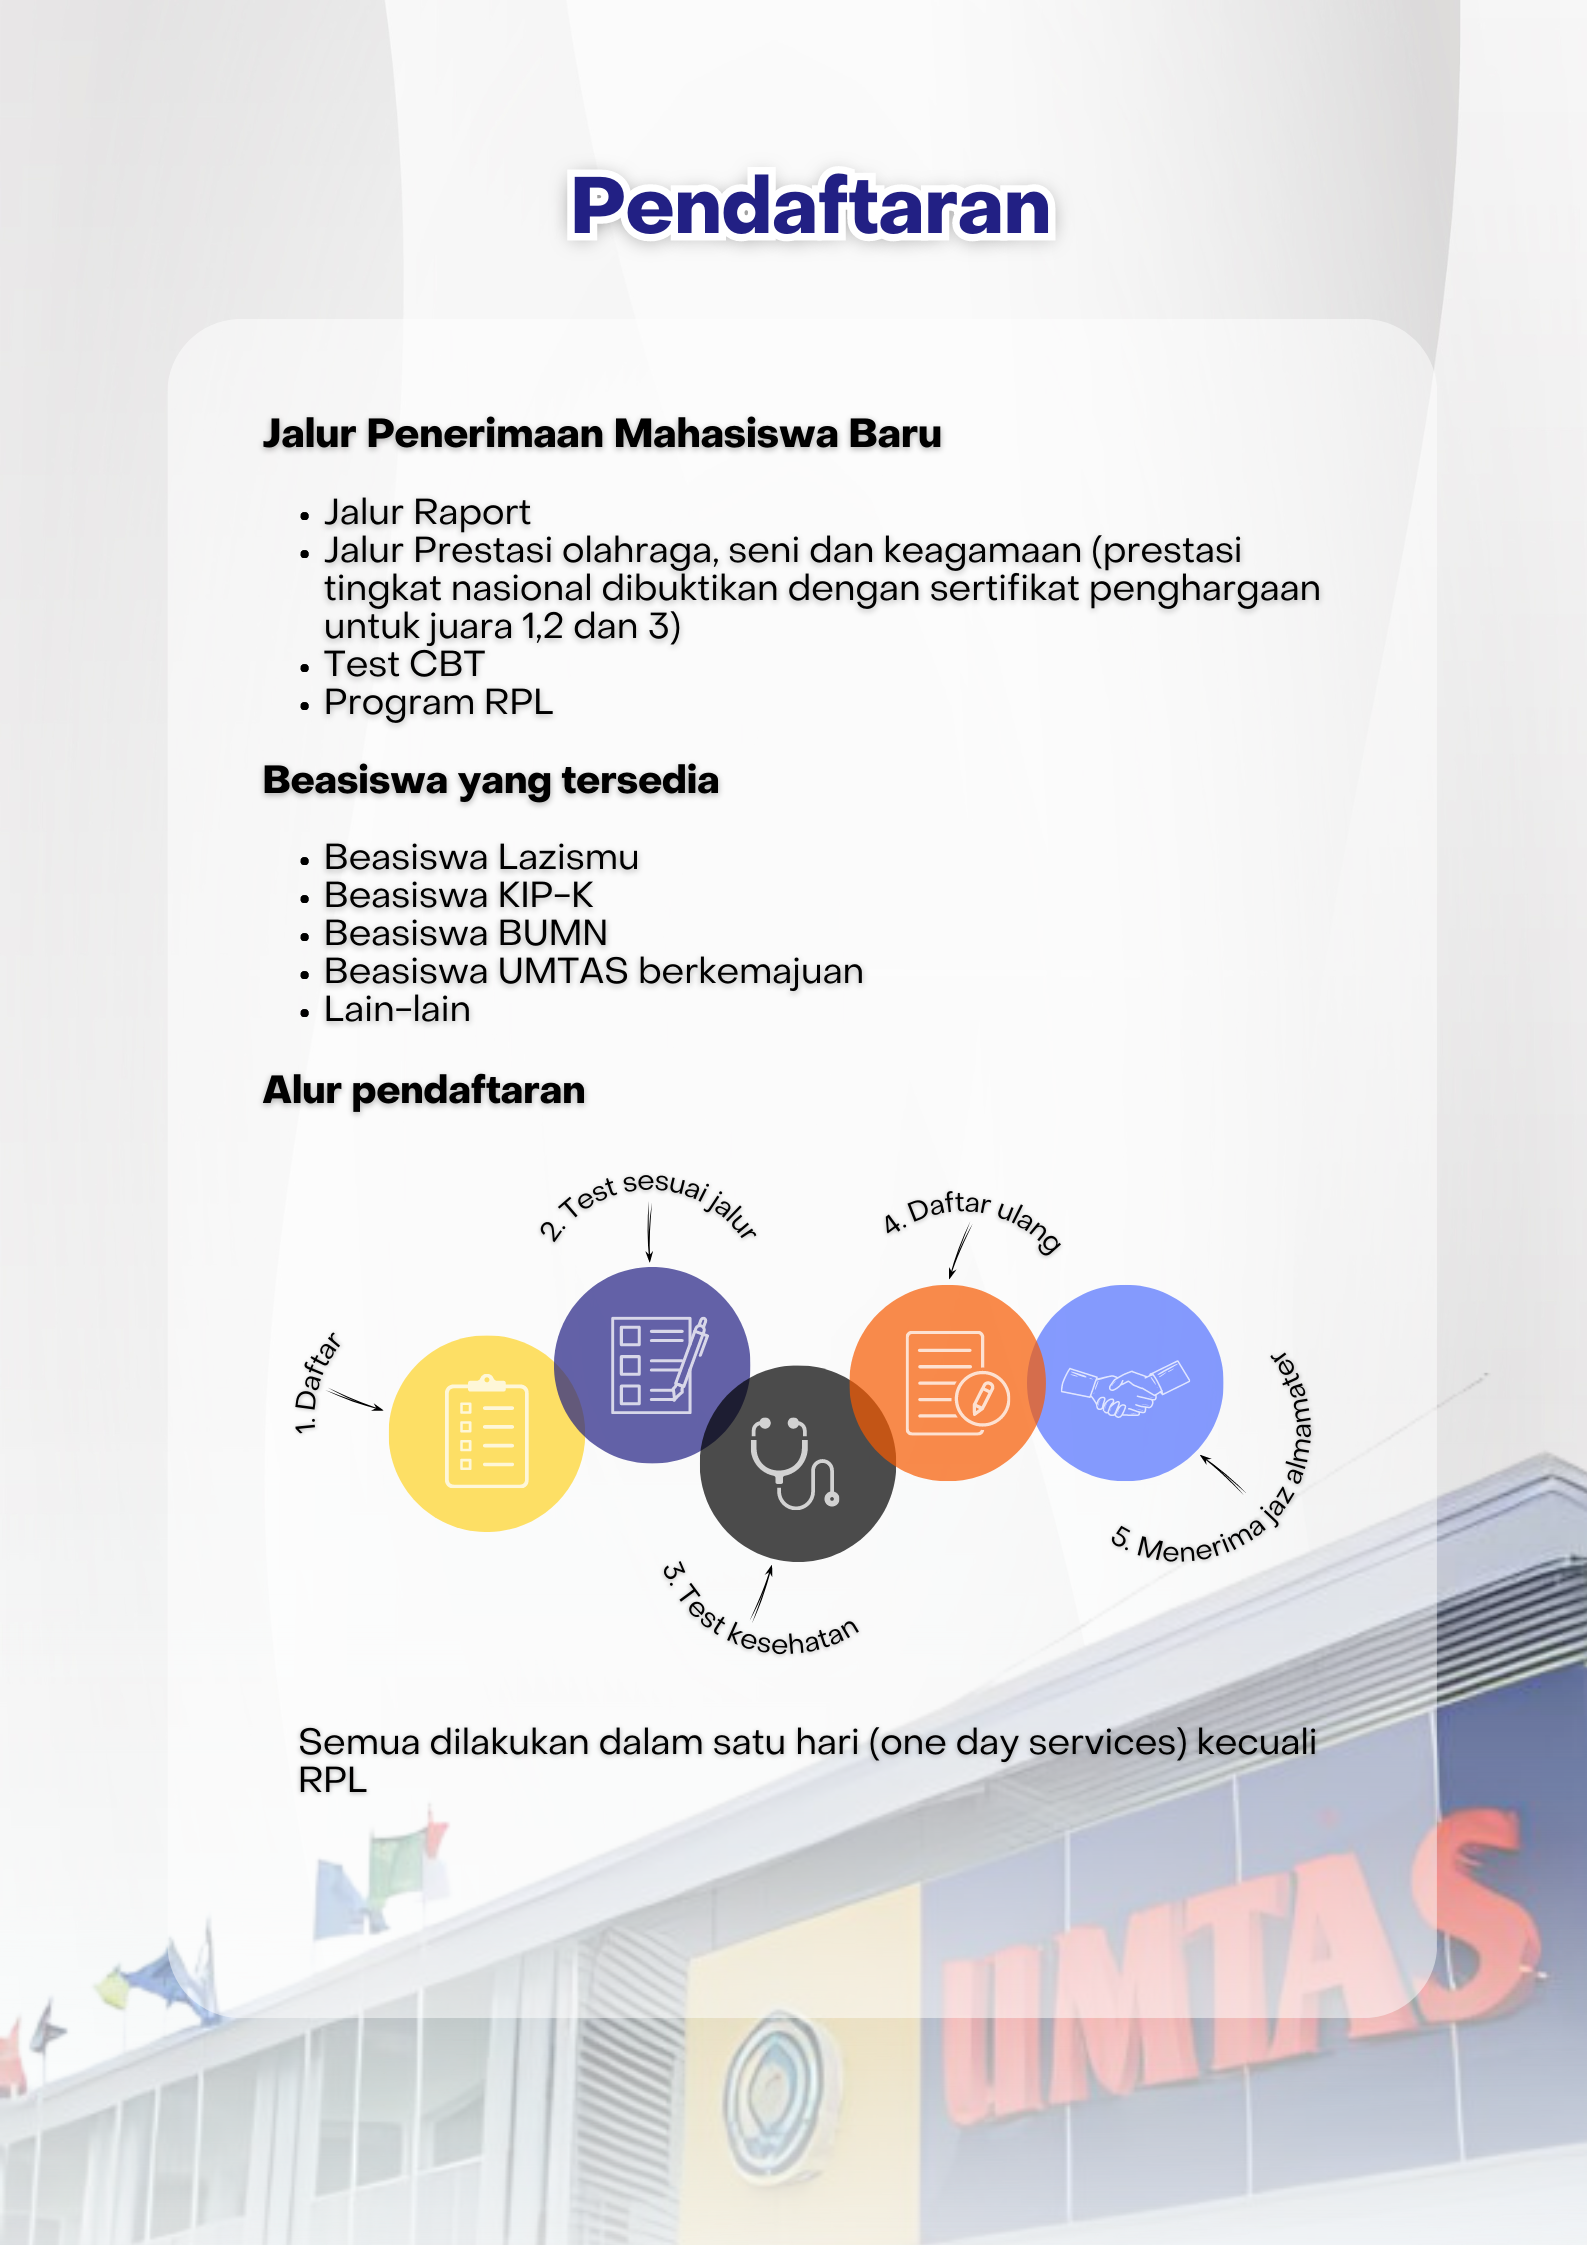 Pendaftaran
Jalur Penerimaan Mahasiswa Baru
• Jalur Raport
• Jalur Prestasi olahraga, seni dan keagamaan (prestasi
tingkat nasional dibuktikan dengan sertifikat penghargaan
untuk juara 1,2 dan 3)
• Test CBT
• Program RPL
Beasiswa yang tersedia
• Beasiswa Lazismu
• Beasiswa KIP-K
• Beasiswa BUMN
• Beasiswa UMTAS berkemajuan
• Lain-lain
Alur pendaftaran
1. Daftar
2. Test sesuai jalur
3. Test kesehatan
4. Daftar ulang
5. Menerima jaz almamater
Semua dilakukan dalam satu hari (one day services) kecuali
RPL
UMTAS